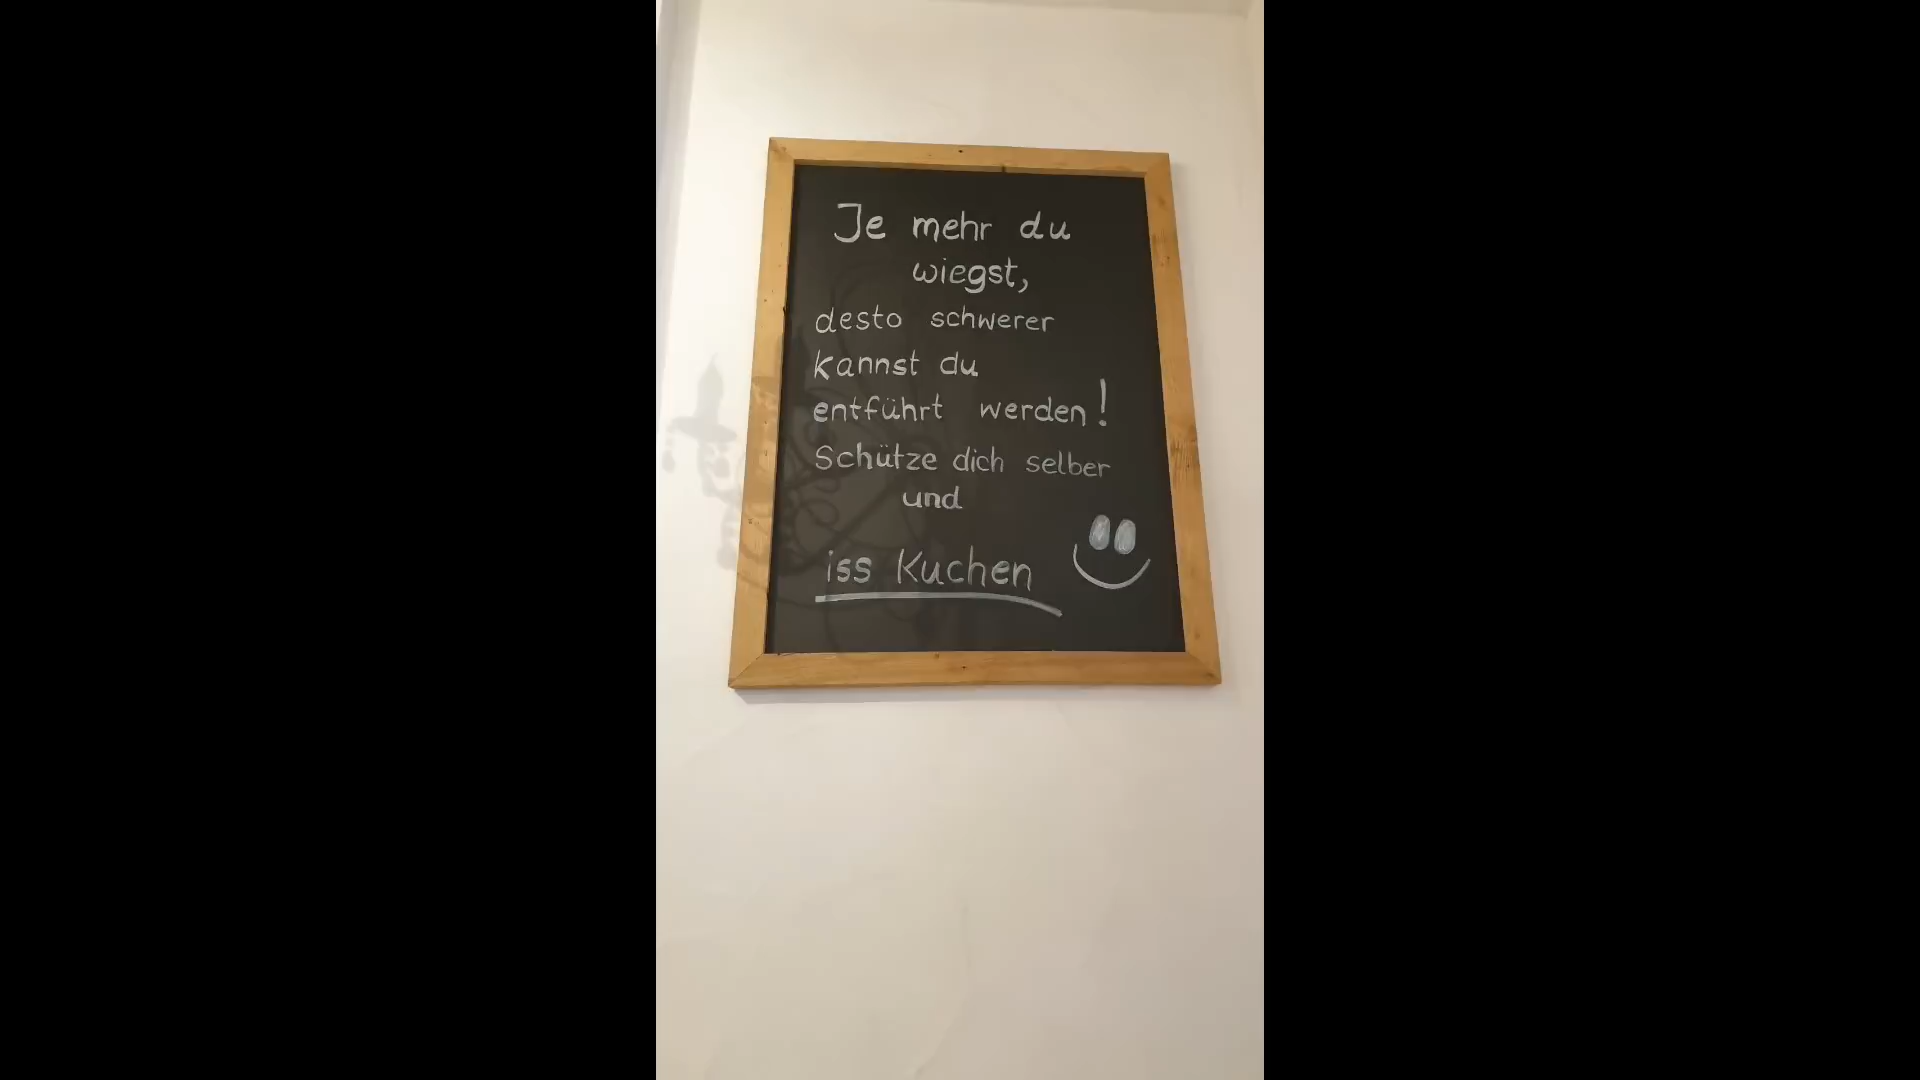 Je mehr du
wiegst,
desto schwerer
kannst du
entführt werden!
Schütze dich selber
und
iss Kuchen